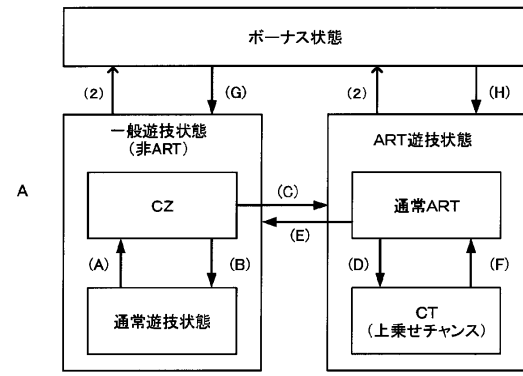 ボーナス状態
(2)
(G)
(2)
(H)
一般遊技状態
(非ART)
ART遊技状態
A
CZ
(C)
通常ART
(E)
(A)
(B)
(D)
(F)
通常遊技状態
CT
(上乗せチャンス)